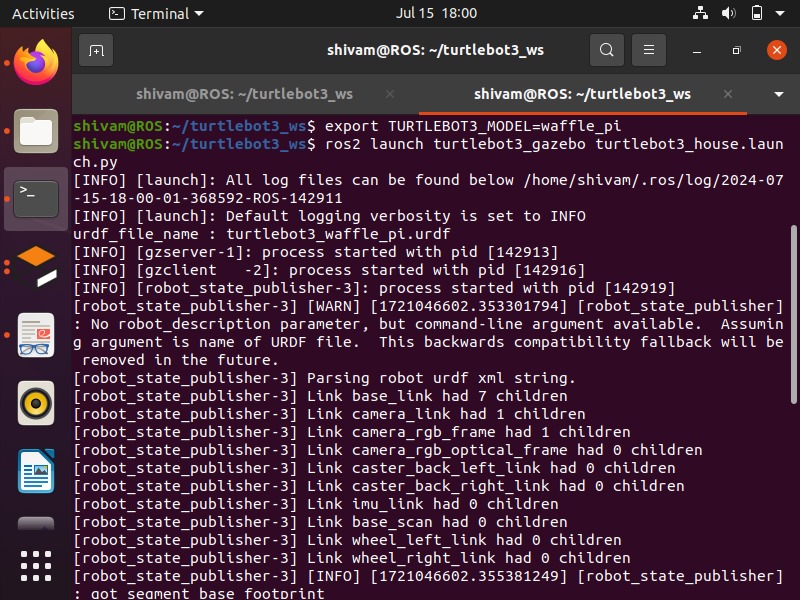 Activities Terminal Jul 15 18:00
shivam@ROS: ~/turtlebot3_ws
shivam@ROS: ~/turtlebot3_ws shivam@ROS: ~/turtlebot3_ws
shivam@ROS:~/turtlebot3_ws$ export TURTLEBOT3_MODEL=waffle_pi
shivam@ROS:~/turtlebot3_ws$ ros2 launch turtlebot3_gazebo turtlebot3_house.laun
ch.py
[INFO] [launch]: All log files can be found below /home/shivam/.ros/log/2024-07
-15-18-00-01-368592-ROS-142911
[INFO] [launch]: Default logging verbosity is set to INFO
urdf_file_name : turtlebot3_waffle_pi.urdf
[INFO] [gzserver-1]: process started with pid [142913]
[INFO] [gzclient   -2]: process started with pid [142916]
[INFO] [robot_state_publisher-3]: process started with pid [142919]
[robot_state_publisher-3] [WARN] [1721046602.353301794] [robot_state_publisher]
: No robot_description parameter, but command-line argument available.  Assumin
g argument is name of URDF file.  This backwards compatibility fallback will be
 removed in the future.
[robot_state_publisher-3] Parsing robot urdf xml string.
[robot_state_publisher-3] Link base_link had 7 children
[robot_state_publisher-3] Link camera_link had 1 children
[robot_state_publisher-3] Link camera_rgb_frame had 1 children
[robot_state_publisher-3] Link camera_rgb_optical_frame had 0 children
[robot_state_publisher-3] Link caster_back_left_link had 0 children
[robot_state_publisher-3] Link caster_back_right_link had 0 children
[robot_state_publisher-3] Link imu_link had 0 children
[robot_state_publisher-3] Link base_scan had 0 children
[robot_state_publisher-3] Link wheel_left_link had 0 children
[robot_state_publisher-3] Link wheel_right_link had 0 children
[robot_state_publisher-3] [INFO] [1721046602.355381249] [robot_state_publisher]
: got segment base_footprint